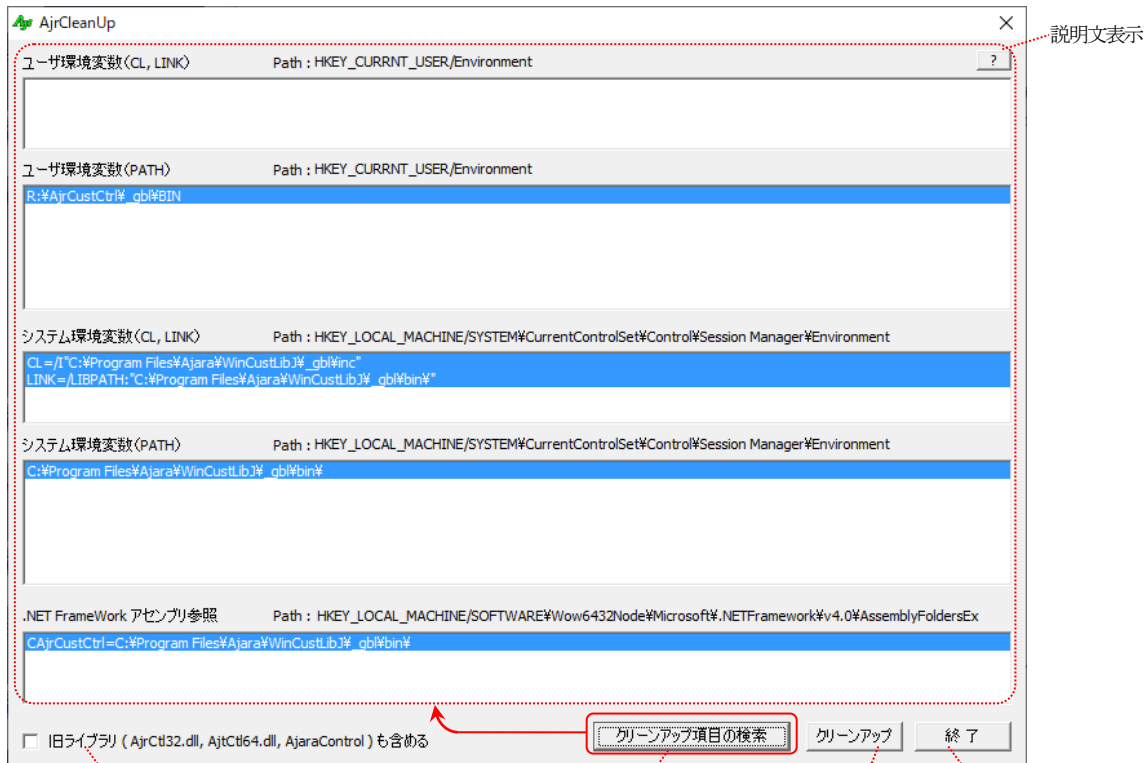 Ajr AjrCleanUp
説明文表示
ユーザ環境変数(CL, LINK) Path : HKEY_CURRNT_USER/Environment ?
ユーザ環境変数(PATH) Path : HKEY_CURRNT_USER/Environment
R:¥AjrCustCtrl¥_gbl¥BIN
システム環境変数(CL, LINK) Path : HKEY_LOCAL_MACHINE/SYSTEM¥CurrentControlSet¥Control¥Session Manager¥Environment
CL=/I"C:¥Program Files¥Ajara¥WinCustLibJ¥_gbl¥inc"
LINK=/LIBPATH:"C:¥Program Files¥Ajara¥WinCustLibJ¥_gbl¥bin¥"
システム環境変数(PATH) Path : HKEY_LOCAL_MACHINE/SYSTEM¥CurrentControlSet¥Control¥Session Manager¥Environment
C:¥Program Files¥Ajara¥WinCustLibJ¥_gbl¥bin¥
.NET FrameWork アセンブリ参照 Path : HKEY_LOCAL_MACHINE/SOFTWARE¥Wow6432Node¥Microsoft¥.NETFramework¥v4.0¥AssemblyFoldersEx
CAjrCustCtrl=C:¥Program Files¥Ajara¥WinCustLibJ¥_gbl¥bin¥
旧ライブラリ ( AjrCtl32.dll, AjtCtl64.dll, AjaraControl ) も含める クリーンアップ項目の検索 クリーンアップ 終 了